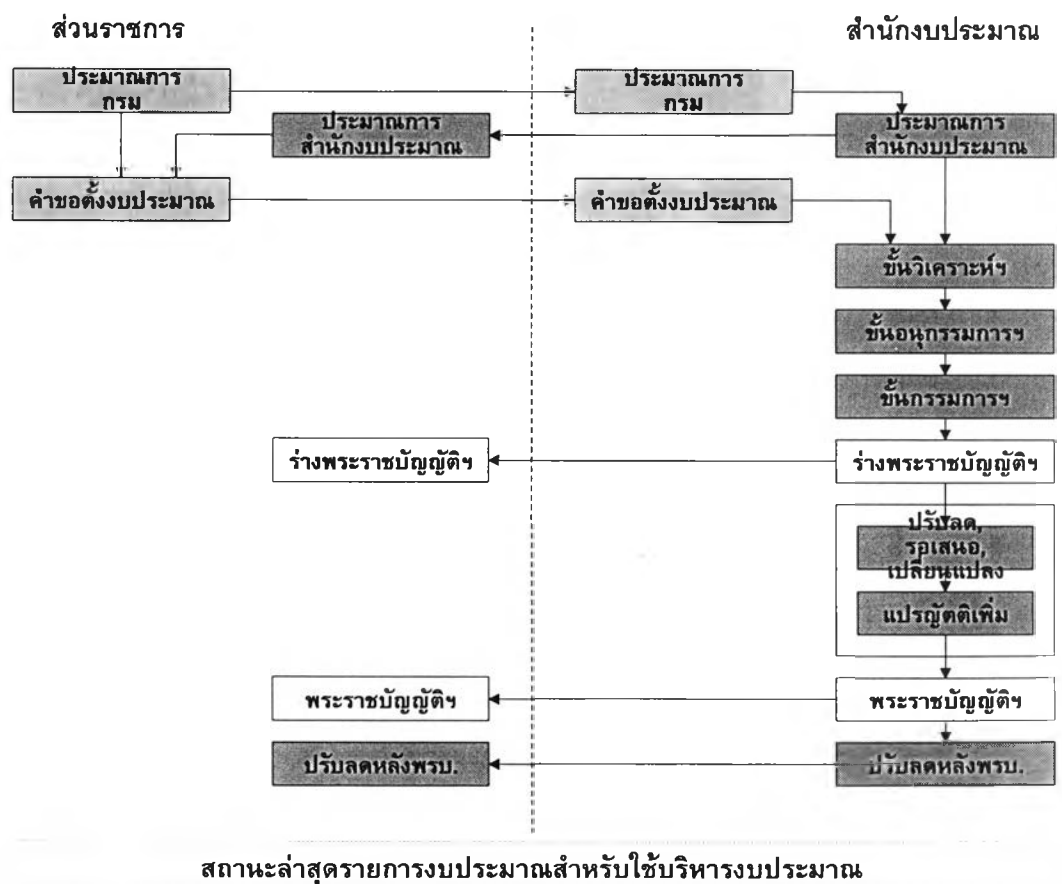 ส่วนราชการ
สำนักงบประมาณ
ประมาณการ
กรม
ประมาณการ
กรม
ประมาณการ
สำนักงบประมาณ
ประมาณการ
สำนักงบประมาณ
คำขอตั้งงบประมาณ
คำขอตั้งงบประมาณ
ขั้นวิเคราะห์ฯ
ขั้นอนุกรรมการฯ
ขั้นกรรมการฯ
ร่างพระราชบัญญัติฯ
ร่างพระราชบัญญัติฯ
ปรับลด,
รอเสนอ,
เปลี่ยนแปลง
แปรญัตติเพิ่ม
พระราชบัญญัติฯ
พระราชบัญญัติฯ
ปรับลดหลังพรบ.
ปรับลดหลังพรบ.
สถานะล่าสุดรายการงบประมาณสำหรับใช้บริหารงบประมาณ